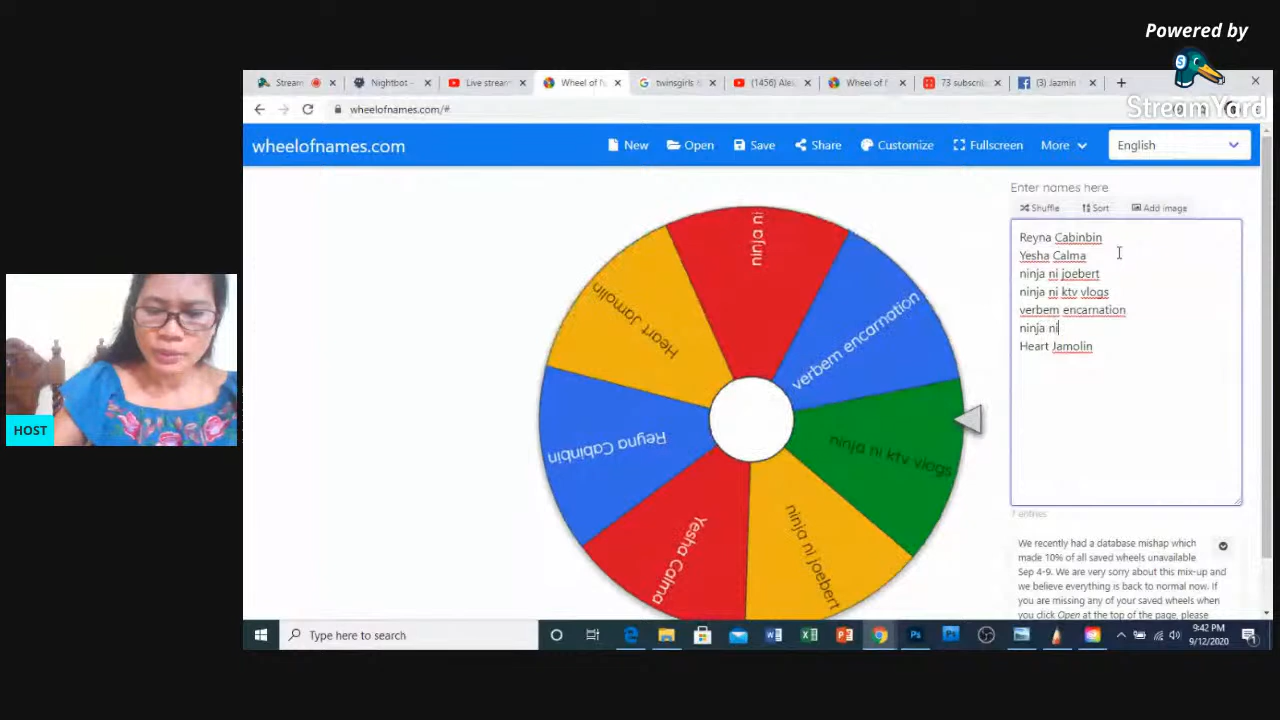 Powered by
StreamYard
Stream
Nightbot -
Live stream
Wheel of N
twinsgirls &
(1456) Ale
Wheel of f
73 subscrib
(3) Jazmin
wheelofnames.com/#
wheelofnames.com
New
Open
Save
Share
Customize
Fullscreen
More
English
Enter names here
Shuffle
Sort
Add image
Reyna Cabinbin
Yesha Calma
ninja ni joebert
ninja ni ktv vlogs
verbem encarnation
ninja ni
Heart Jamolin
7 entries
We recently had a database mishap which
made 10% of all saved wheels unavailable
Sep 4-9. We are very sorry about this mix-up and
we believe everything is back to normal now. If
you are missing any of your saved wheels when
you click Open at the top of the page, please
ninja ni
verbem encarnation
ninja ni ktv vlogs
ninja ni joebert
Yesha Calma
Reyna Cabinbin
Heart Jamolin
HOST
Type here to search
9:42 PM
9/12/2020